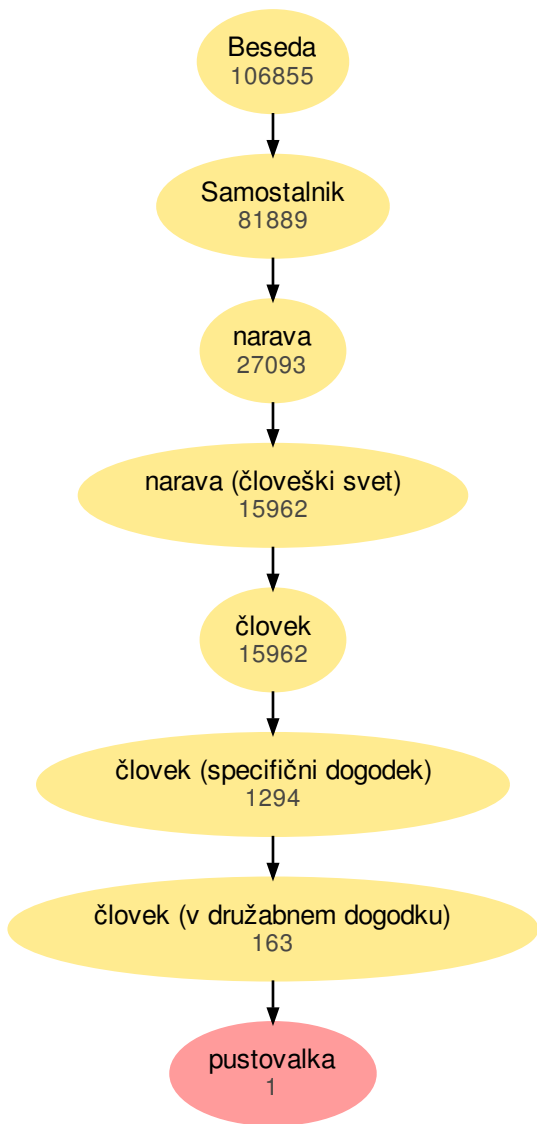 Beseda
106855
Samostalnik
81889
narava
27093
narava (človeški svet)
15962
človek
15962
človek (specifični dogodek)
1294
človek (v družabnem dogodku)
163
pustovalka
1